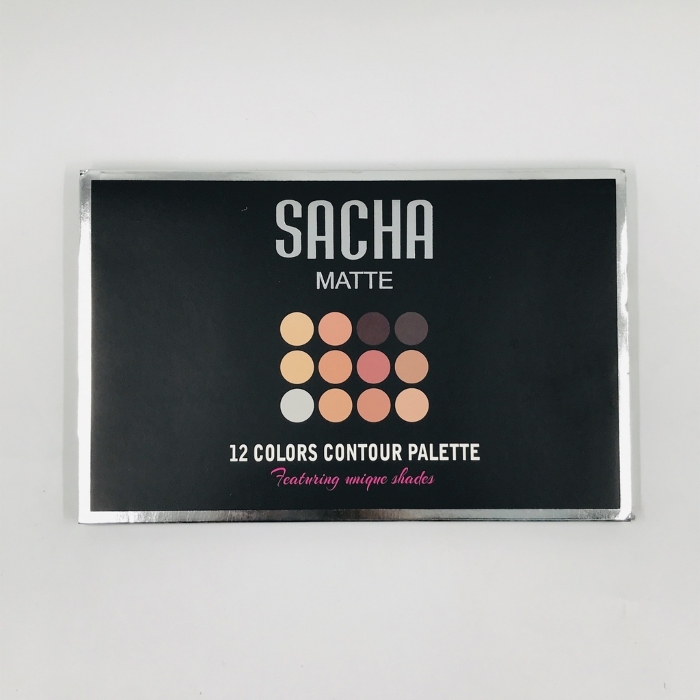 SACHA
MATTE
12 COLORS CONTOUR PALETTE
Featuring unique shades